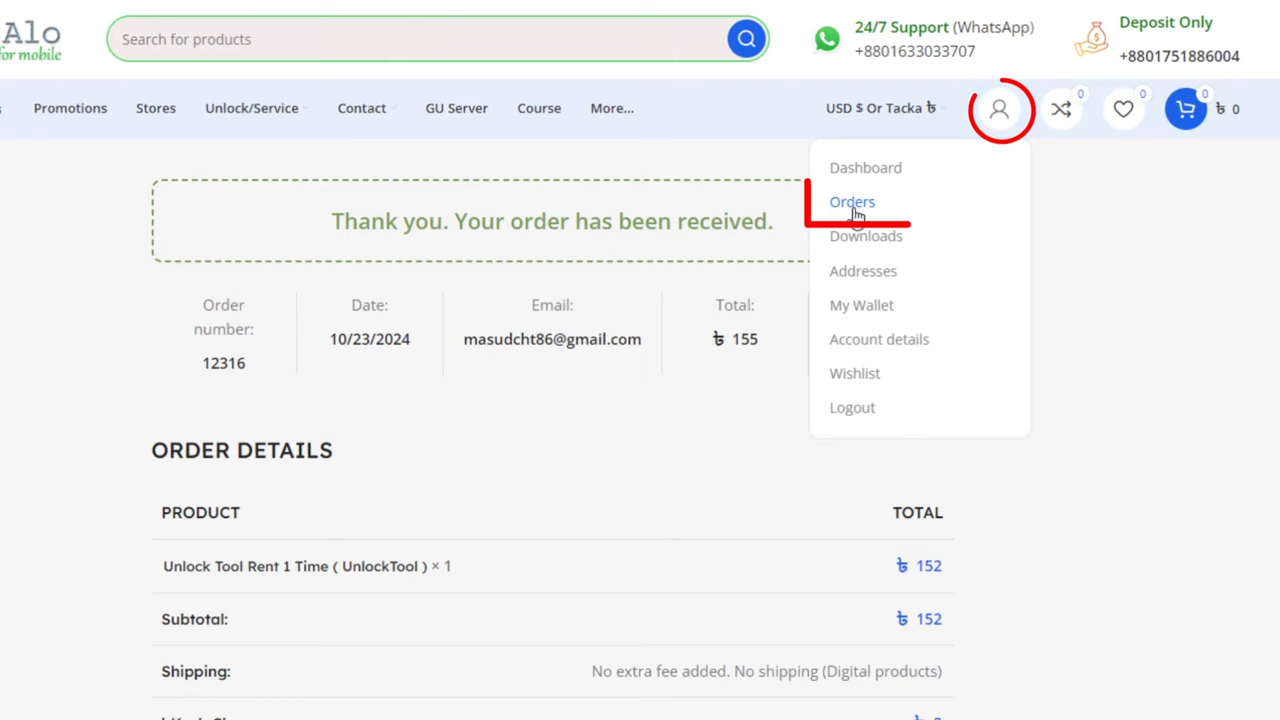 Alo
for mobile
Search for products
24/7 Support (WhatsApp)
+8801633033707
Deposit Only
+8801751886004
Promotions
Stores
Unlock/Service
Contact
GU Server
Course
More...
USD $ Or Tacka ৳
0
0
0
৳ 0
Dashboard
Orders
Downloads
Addresses
My Wallet
Account details
Wishlist
Logout
Thank you. Your order has been received.
Order
number:
12316
Date:
10/23/2024
Email:
masudcht86@gmail.com
Total:
৳ 155
ORDER DETAILS
PRODUCT TOTAL
Unlock Tool Rent 1 Time ( UnlockTool ) × 1 ৳ 152
Subtotal: ৳ 152
Shipping: No extra fee added. No shipping (Digital products)